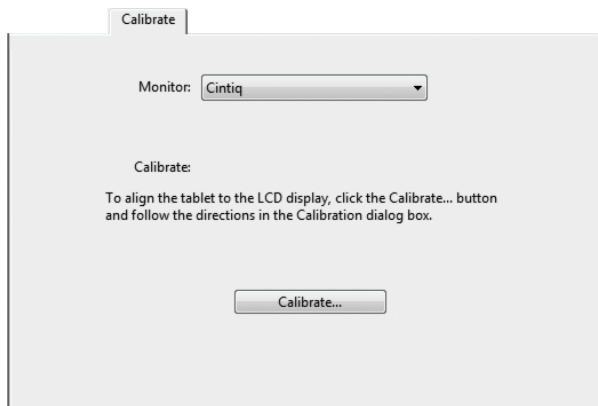 Calibrate
Monitor: Cintiq
Calibrate:
To align the tablet to the LCD display, click the Calibrate... button
and follow the directions in the Calibration dialog box.
Calibrate...